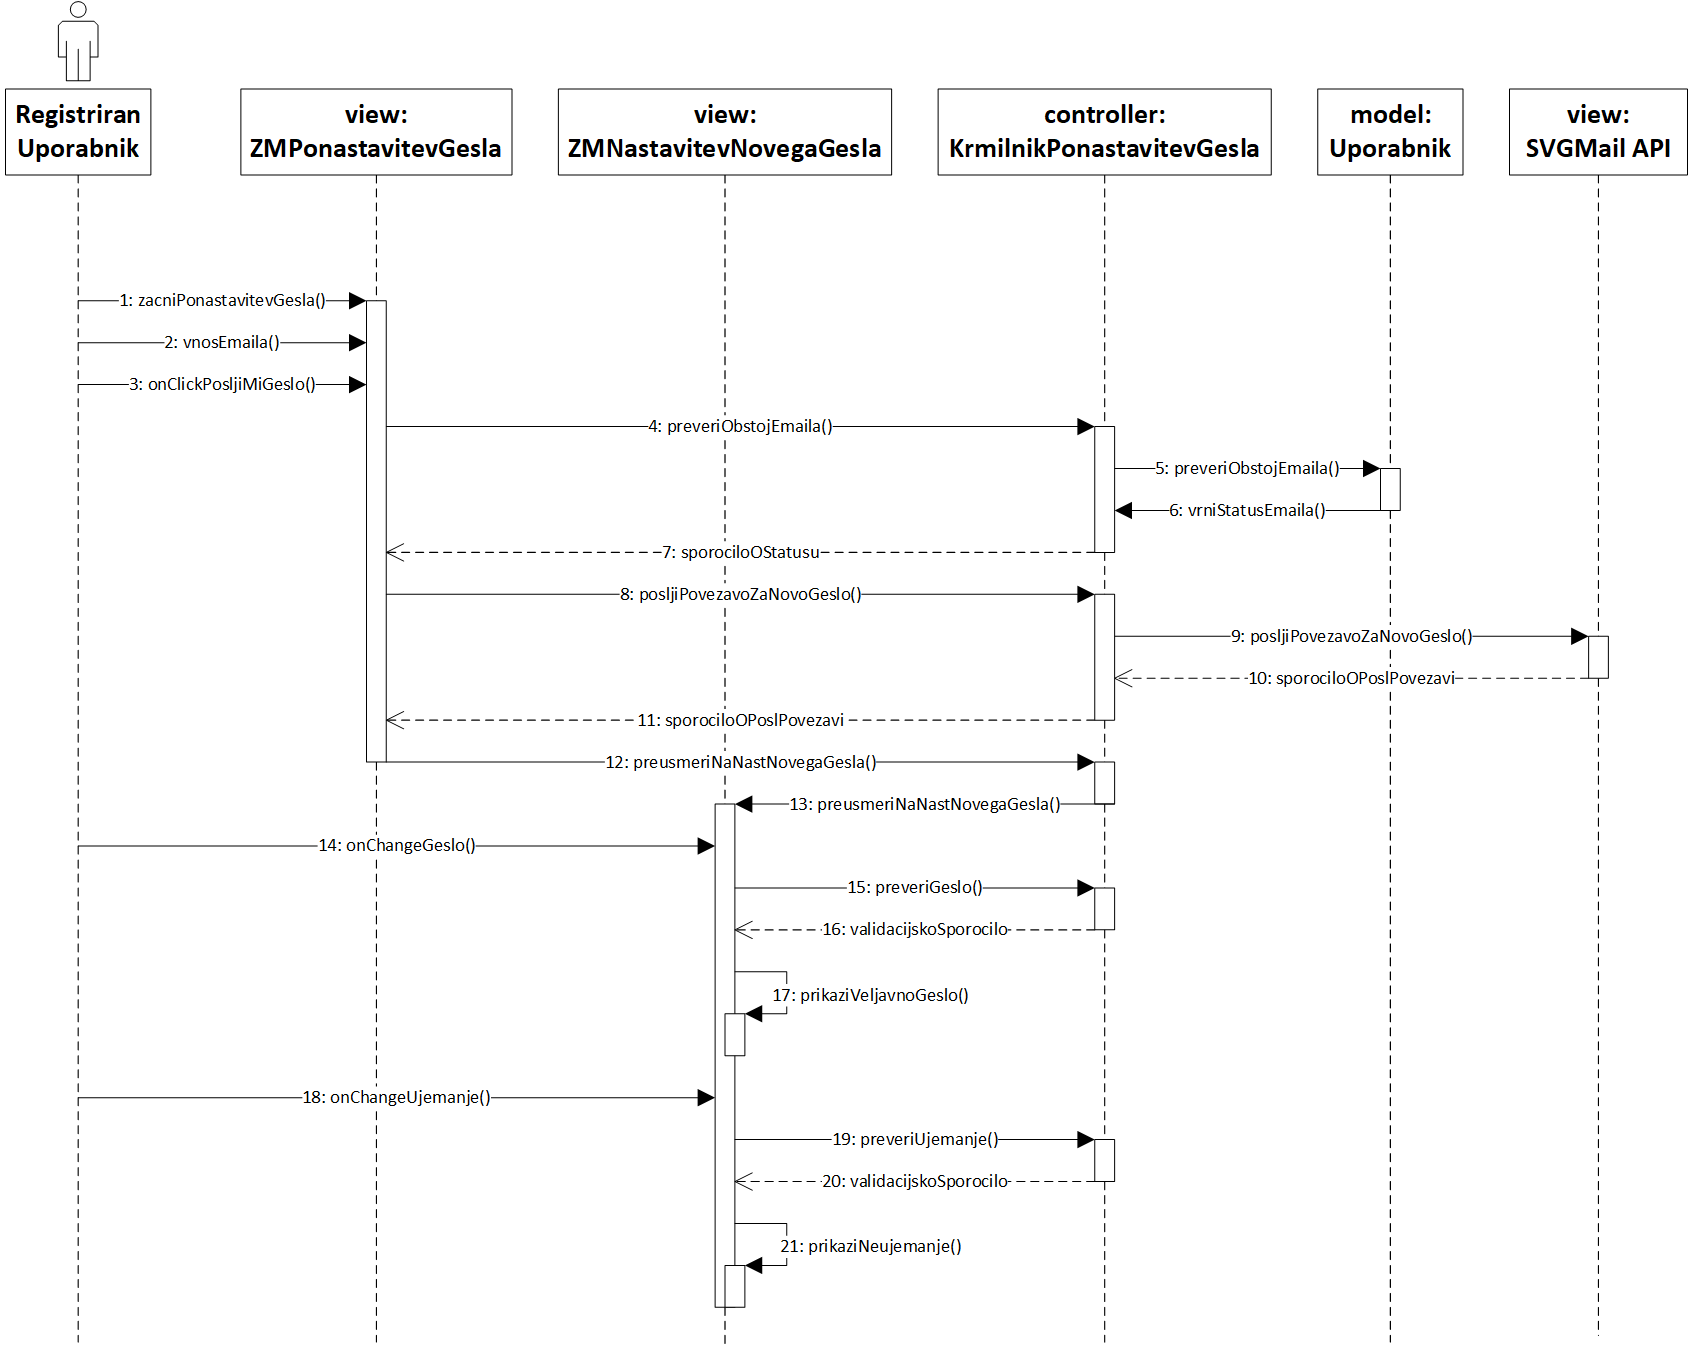 Registriran
Uporabnik
view:
ZMPonastavitevGesla
view:
ZMNastavitevNovegaGesla
controller:
KrmilnikPonastavitevGesla
model:
Uporabnik
view:
SVGMail API
1: zacniPonastavitevGesla()
2: vnosEmaila()
3: onClickPosljiMiGeslo()
4: preveriObstojEmaila()
5: preveriObstojEmaila()
6: vrniStatusEmaila()
7: sporociloOStatusu
8: posljiPovezavoZaNovoGeslo()
9: posljiPovezavoZaNovoGeslo()
10: sporociloOPoslPovezavi
11: sporociloOPoslPovezavi
12: preusmeriNaNastNovegaGesla()
13: preusmeriNaNastNovegaGesla()
14: onChangeGeslo()
15: preveriGeslo()
16: validacijskoSporocilo
17: prikaziVeljavnoGeslo()
18: onChangeUjemanje()
19: preveriUjemanje()
20: validacijskoSporocilo
21: prikaziNeujemanje()